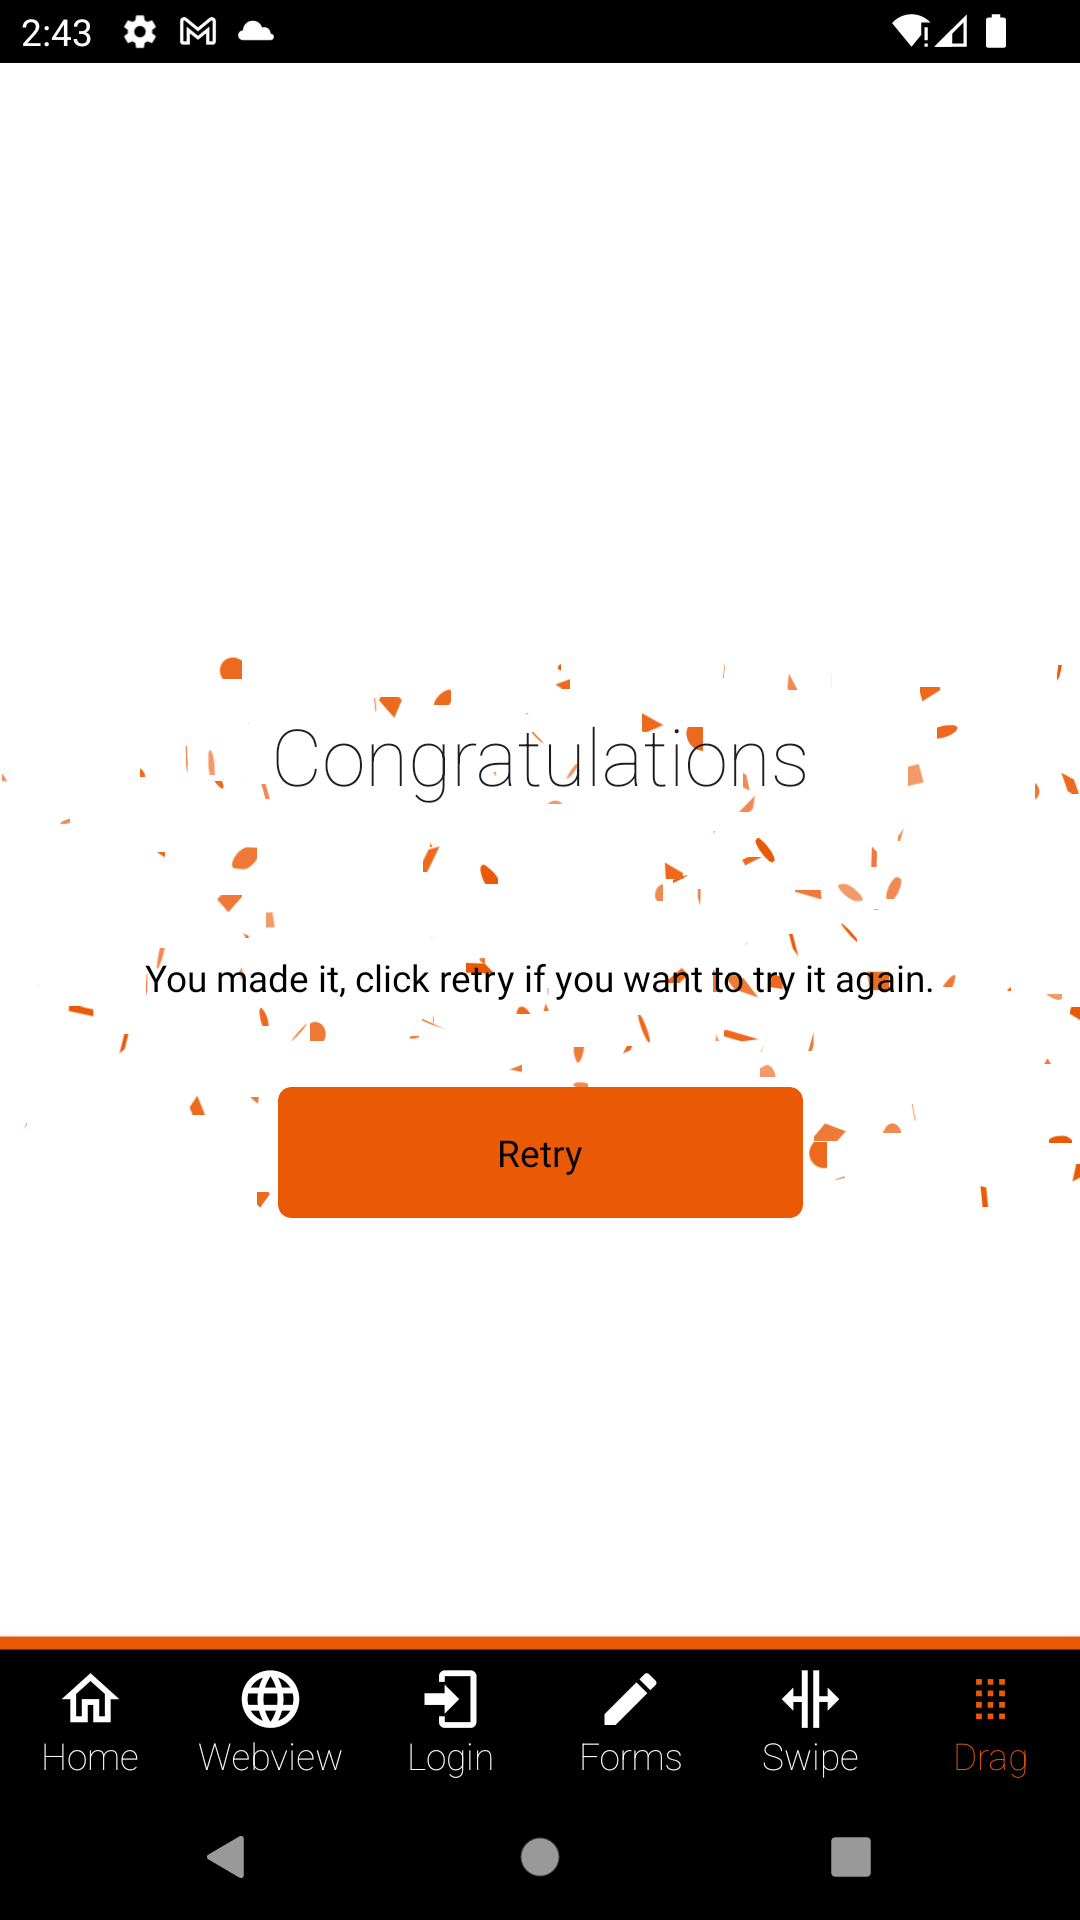 2:43
Congratulations
You made it, click retry if you want to try it again.
Retry
Home Webview Login Forms Swipe Drag